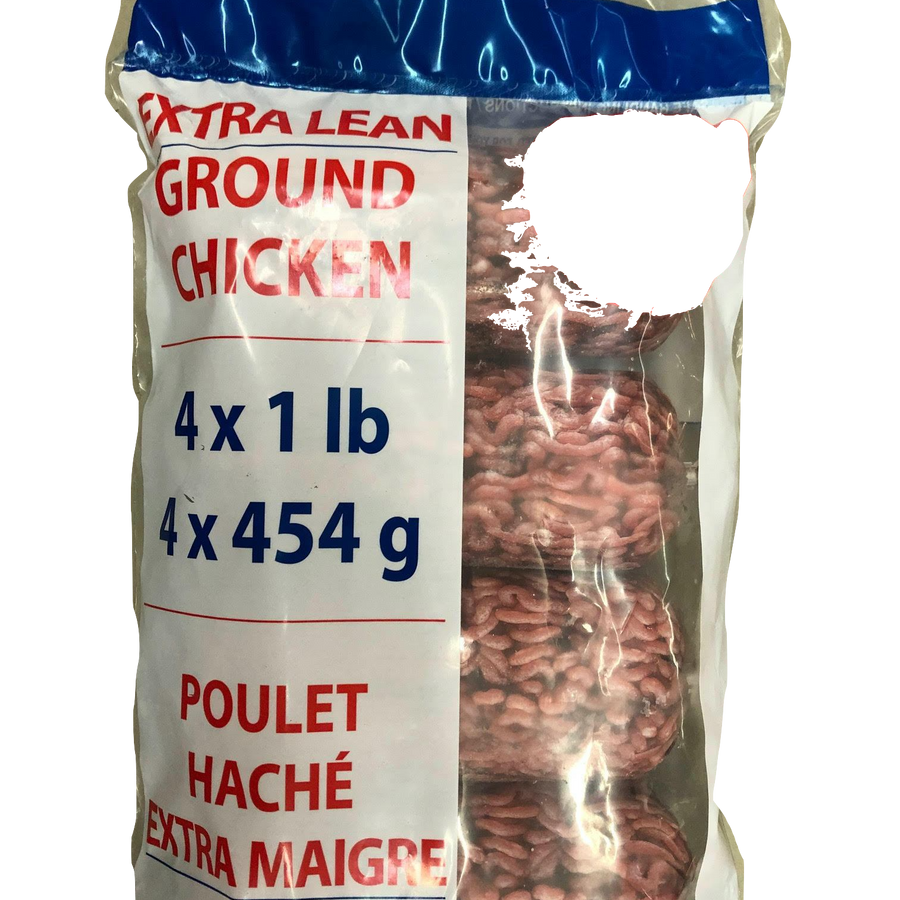 EXTRA LEAN
GROUND
CHICKEN
4 x 1 lb
4 x 454 g
POULET
HACHÉ
EXTRA MAIGRE